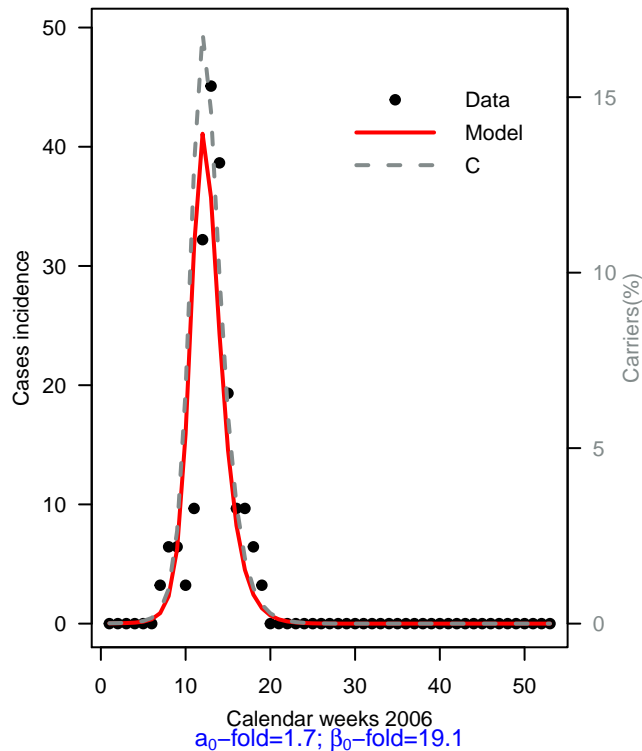 50
40
30
20
10
0
Cases incidence
Data
Model
C
15
10
5
0
Carriers(%)
0 10 20 30 40 50
Calendar weeks 2006
a₀−fold=1.7; β₀−fold=19.1